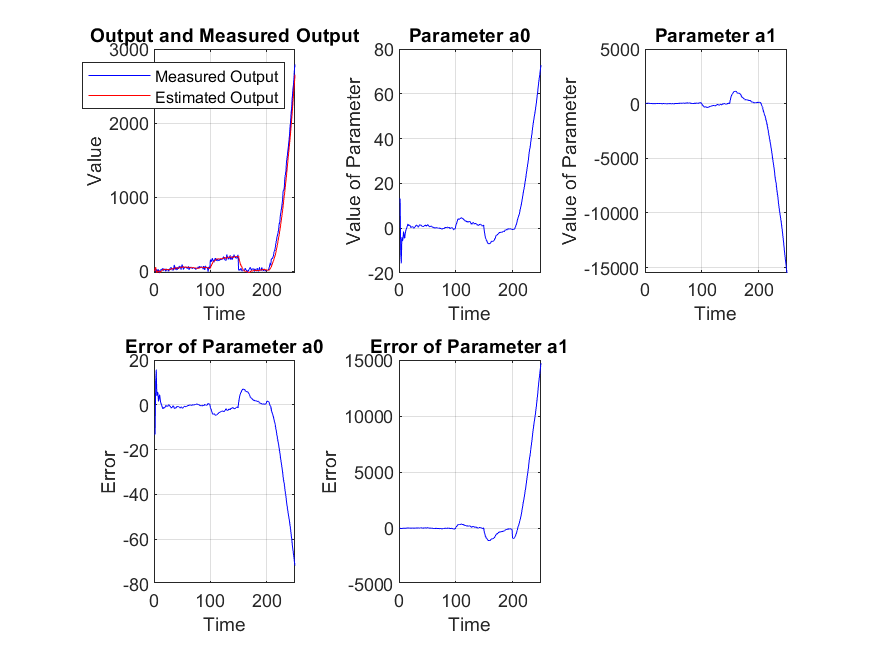 Output and Measured Output
3000
2000
1000
0
Value
Measured Output
Estimated Output
0 100 200
Time
Parameter a0
80
60
40
20
0
-20
Value of Parameter
0 100 200
Time
Parameter a1
5000
0
-5000
-10000
-15000
Value of Parameter
0 100 200
Time
Error of Parameter a0
20
0
-20
-40
-60
-80
Error
0 100 200
Time
Error of Parameter a1
15000
10000
5000
0
-5000
Error
0 100 200
Time